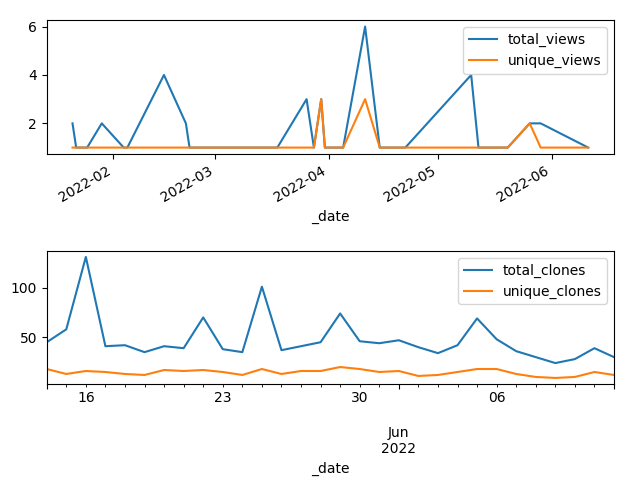 6
4
2
total_views
unique_views
2022-02
2022-03
2022-04
2022-05
2022-06
_date
100
50
total_clones
unique_clones
16
23
30
06
Jun
2022
_date